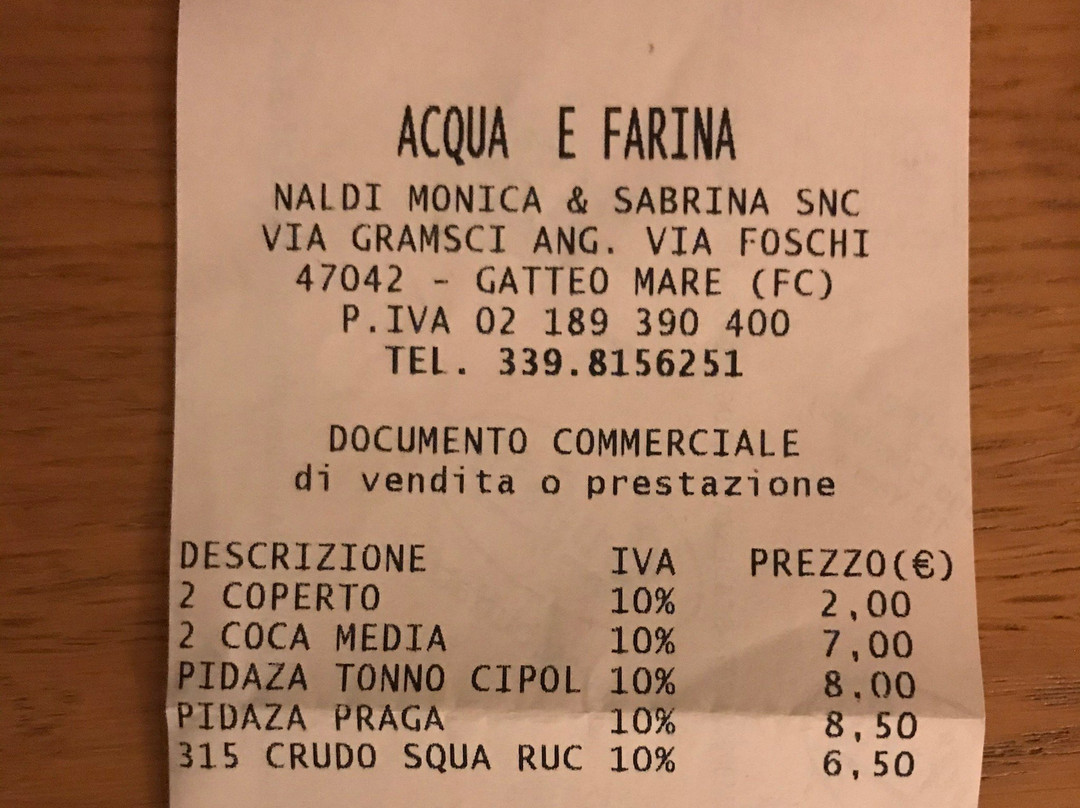 ACQUA E FARINA
NALDI MONICA & SABRINA SNC
VIA GRAMSCI ANG. VIA FOSCHI
47042 - GATTEO MARE (FC)
P.IVA 02 189 390 400
TEL. 339.8156251
DOCUMENTO COMMERCIALE
di vendita o prestazione
DESCRIZIONE IVA PREZZO(€)
2 COPERTO 10% 2,00
2 COCA MEDIA 10% 7,00
PIDAZA TONNO CIPOL 10% 8,00
PIDAZA PRAGA 10% 8,50
315 CRUDO SQUA RUC 10% 6,50